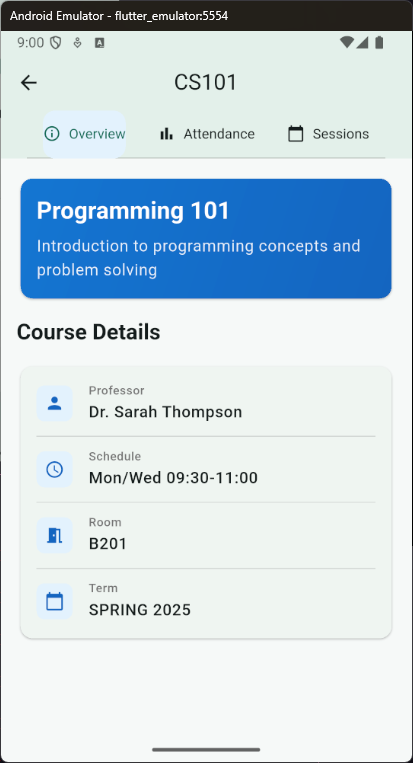 Android Emulator - flutter_emulator:5554
9:00
A
CS101
Overview Attendance Sessions
Programming 101
Introduction to programming concepts and
problem solving
Course Details
Professor
Dr. Sarah Thompson
Schedule
Mon/Wed 09:30-11:00
Room
B201
Term
SPRING 2025